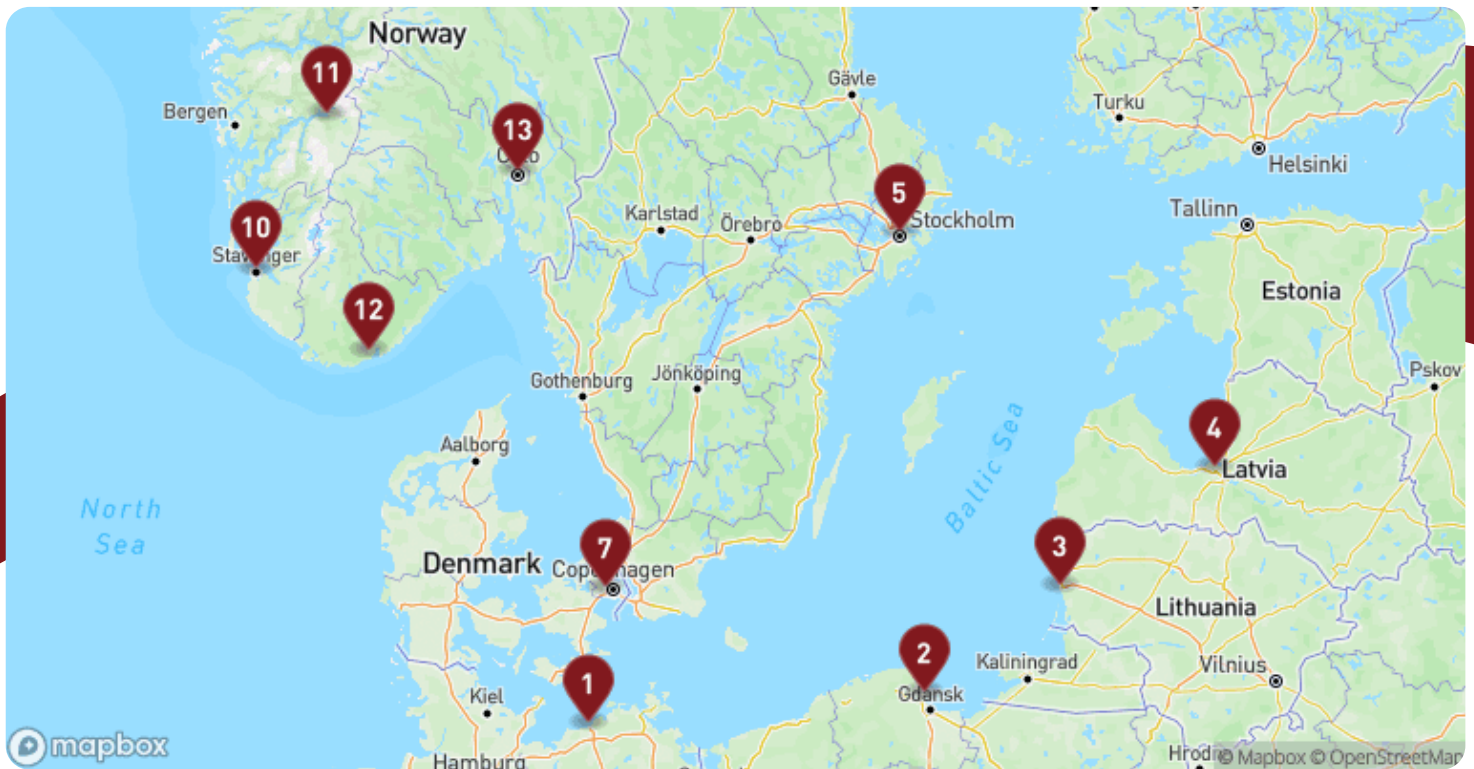 Norway
11
Gävle
Bergen
Turku
13
Helsinki
5
Stockholm
Tallinn
Karlstad
Örebro
10
Stavanger
Estonia
12
Gothenburg
Jönköping
Pskov
Baltic Sea
4
Latvia
Aalborg
North
Sea
7
Denmark
Copenhagen
3
Lithuania
2
Kaliningrad
Vilnius
1
Gdansk
Kiel
mapbox
Hamburg
© Mapbox © OpenStreetMap